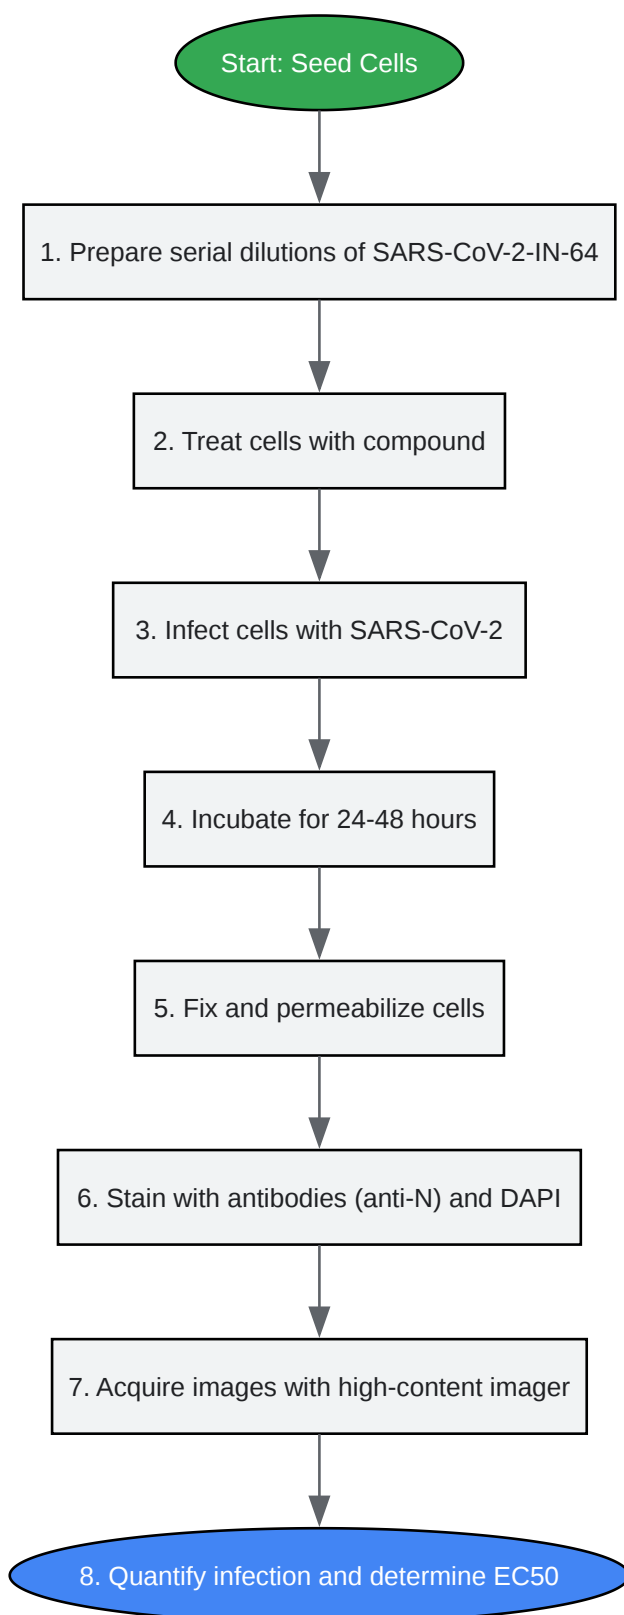 Start: Seed Cells
1. Prepare serial dilutions of SARS-CoV-2-IN-64
2. Treat cells with compound
3. Infect cells with SARS-CoV-2
4. Incubate for 24-48 hours
5. Fix and permeabilize cells
6. Stain with antibodies (anti-N) and DAPI
7. Acquire images with high-content imager
8. Quantify infection and determine EC50